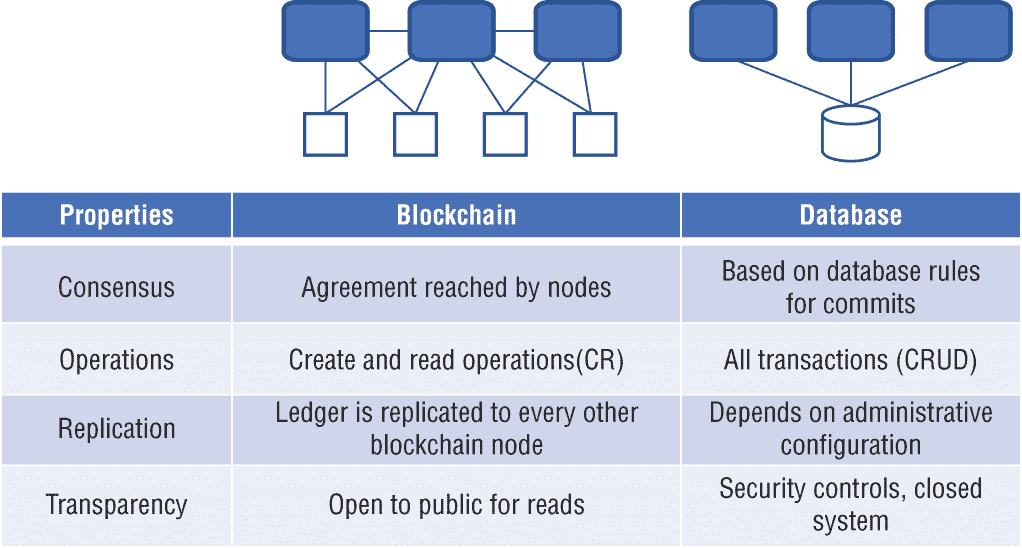 Properties
Blockchain
Database
Consensus
Agreement reached by nodes
Based on database rules
for commits
Operations
Create and read operations(CR)
All transactions (CRUD)
Replication
Ledger is replicated to every other
blockchain node
Depends on administrative
configuration
Transparency
Open to public for reads
Security controls, closed
system